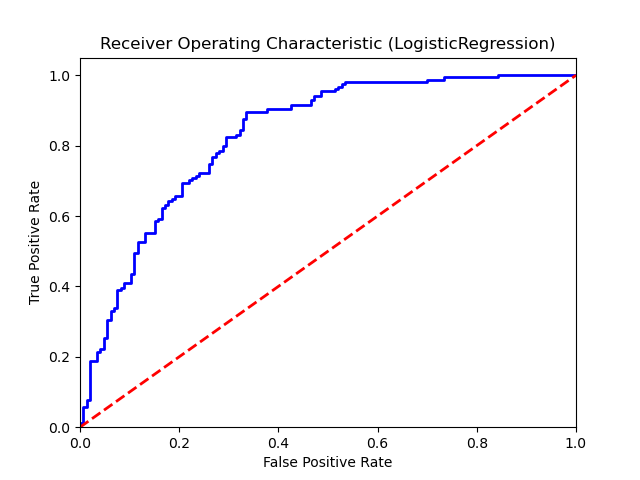 Receiver Operating Characteristic (LogisticRegression)
1.0
0.8
0.6
0.4
0.2
0.0
True Positive Rate
0.0 0.2 0.4 0.6 0.8 1.0
False Positive Rate